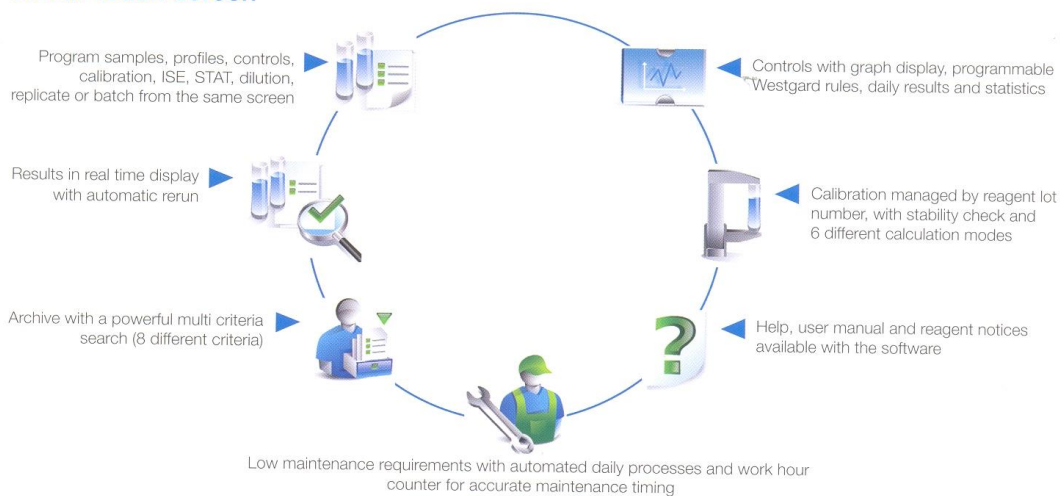 Program samples, profiles, controls,
calibration, ISE, STAT, dilution,
replicate or batch from the same screen
Controls with graph display, programmable
Westgard rules, daily results and statistics
Results in real time display
with automatic rerun
Calibration managed by reagent lot
number, with stability check and
6 different calculation modes
Archive with a powerful multi criteria
search (8 different criteria)
Help, user manual and reagent notices
available with the software
Low maintenance requirements with automated daily processes and work hour
counter for accurate maintenance timing